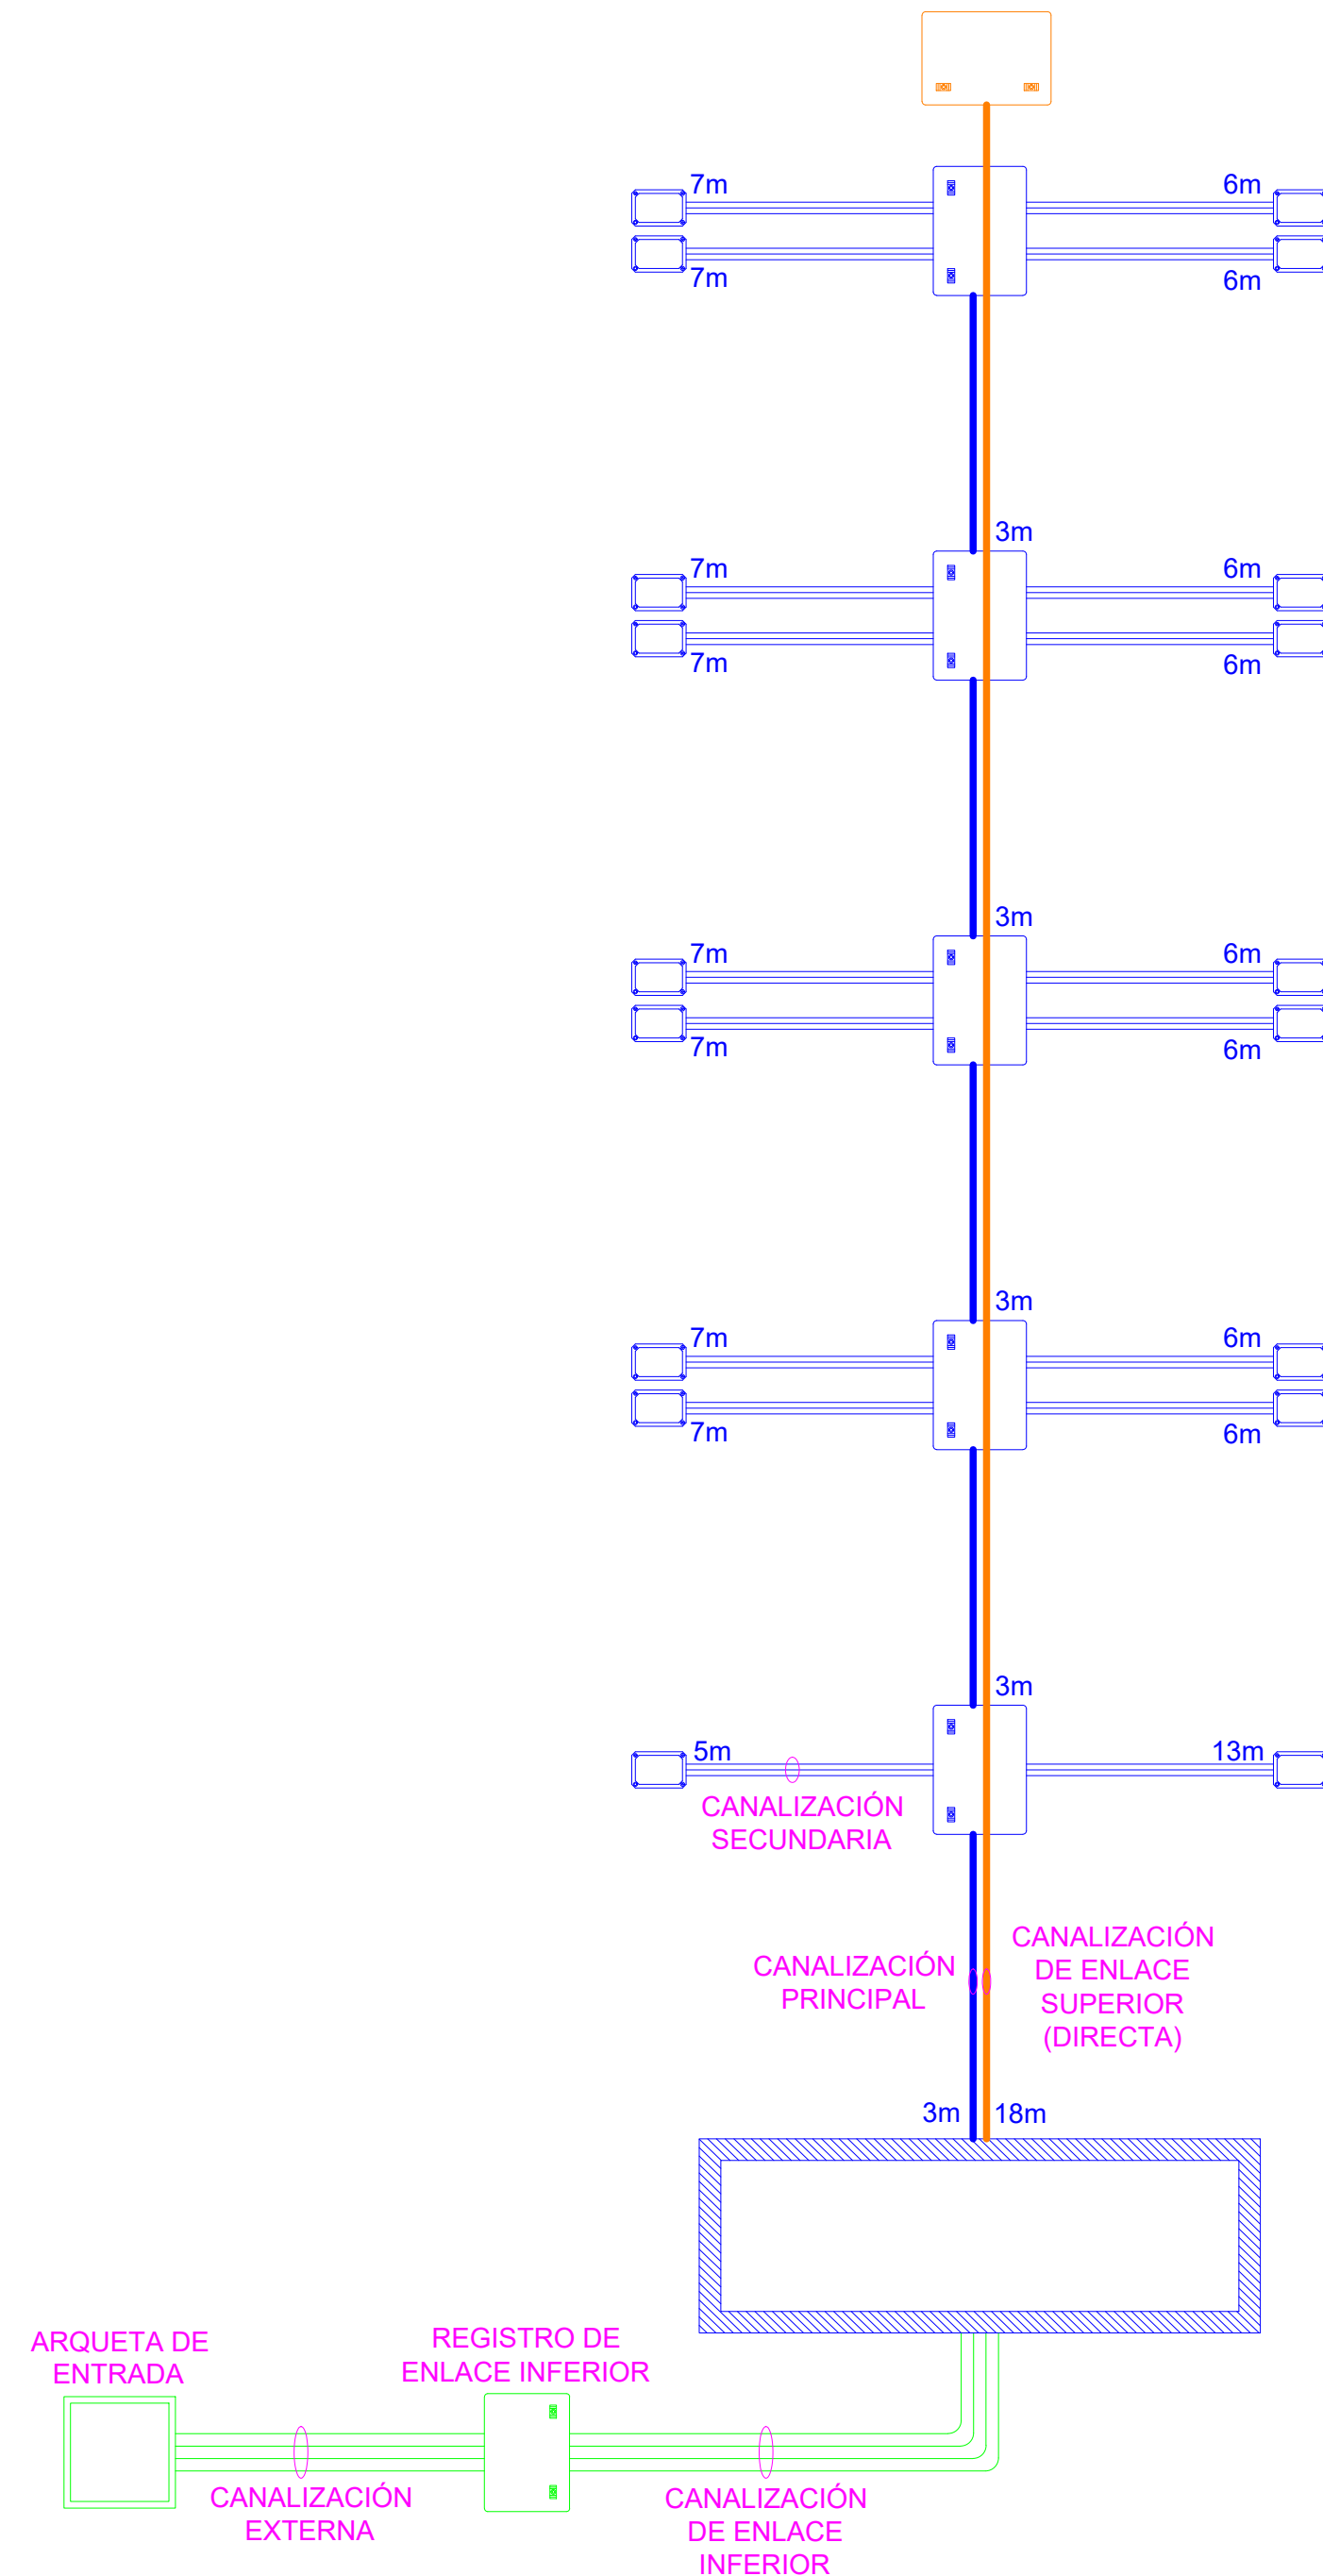 7m
6m
7m
6m
3m
7m
6m
7m
6m
3m
7m
6m
7m
6m
3m
7m
6m
7m
6m
3m
5m
13m
CANALIZACIÓN
SECUNDARIA
CANALIZACIÓN
PRINCIPAL
CANALIZACIÓN
DE ENLACE
SUPERIOR
(DIRECTA)
3m
18m
ARQUETA DE
ENTRADA
REGISTRO DE
ENLACE INFERIOR
CANALIZACIÓN
EXTERNA
CANALIZACIÓN
DE ENLACE
INFERIOR